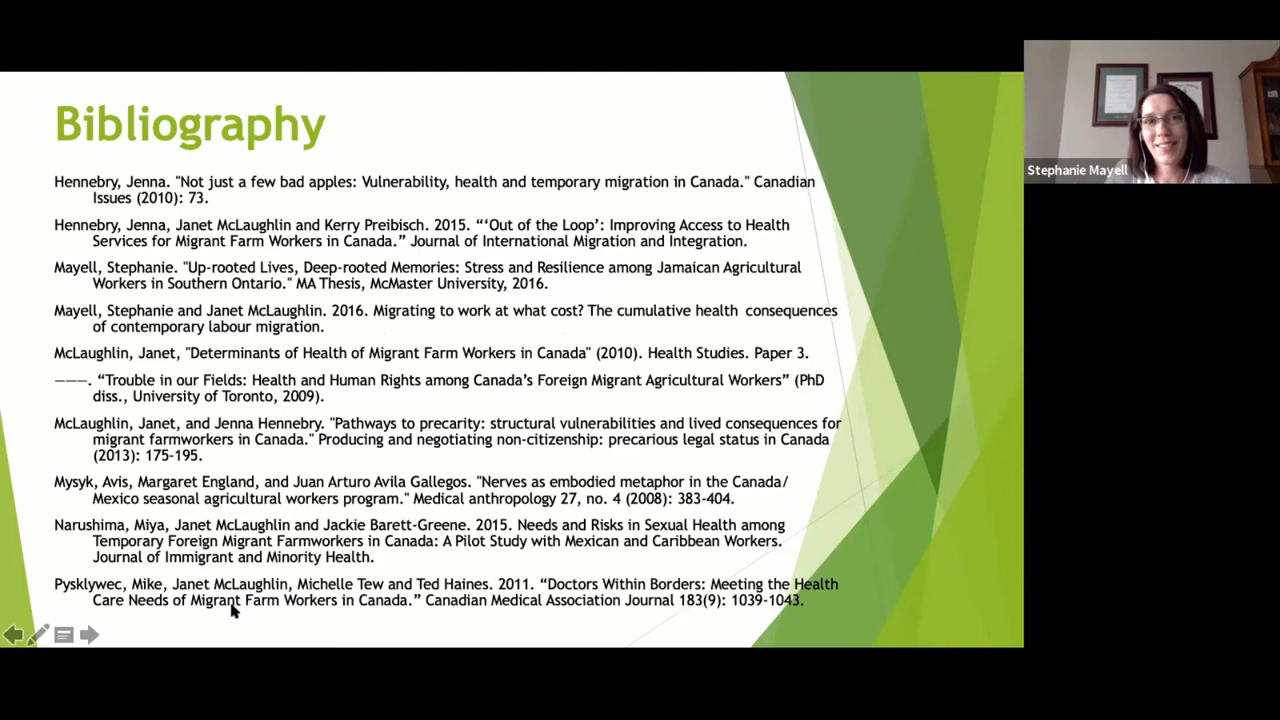 Bibliography
Hennebry, Jenna. "Not just a few bad apples: Vulnerability, health and temporary migration in Canada." Canadian
Issues (2010): 73.
Hennebry, Jenna, Janet McLaughlin and Kerry Preibisch. 2015. “‘Out of the Loop’: Improving Access to Health
Services for Migrant Farm Workers in Canada.” Journal of International Migration and Integration.
Mayell, Stephanie. "Up-rooted Lives, Deep-rooted Memories: Stress and Resilience among Jamaican Agricultural
Workers in Southern Ontario." MA Thesis, McMaster University, 2016.
Mayell, Stephanie and Janet McLaughlin. 2016. Migrating to work at what cost? The cumulative health consequences
of contemporary labour migration.
McLaughlin, Janet, "Determinants of Health of Migrant Farm Workers in Canada" (2010). Health Studies. Paper 3.
———. “Trouble in our Fields: Health and Human Rights among Canada’s Foreign Migrant Agricultural Workers” (PhD
diss., University of Toronto, 2009).
McLaughlin, Janet, and Jenna Hennebry. "Pathways to precarity: structural vulnerabilities and lived consequences for
migrant farmworkers in Canada." Producing and negotiating non-citizenship: precarious legal status in Canada
(2013): 175-195.
Mysyk, Avis, Margaret England, and Juan Arturo Avila Gallegos. "Nerves as embodied metaphor in the Canada/
Mexico seasonal agricultural workers program." Medical anthropology 27, no. 4 (2008): 383-404.
Narushima, Miya, Janet McLaughlin and Jackie Barett-Greene. 2015. Needs and Risks in Sexual Health among
Temporary Foreign Migrant Farmworkers in Canada: A Pilot Study with Mexican and Caribbean Workers.
Journal of Immigrant and Minority Health.
Pysklywec, Mike, Janet McLaughlin, Michelle Tew and Ted Haines. 2011. “Doctors Within Borders: Meeting the Health
Care Needs of Migrant Farm Workers in Canada.” Canadian Medical Association Journal 183(9): 1039-1043.
Stephanie Mayell